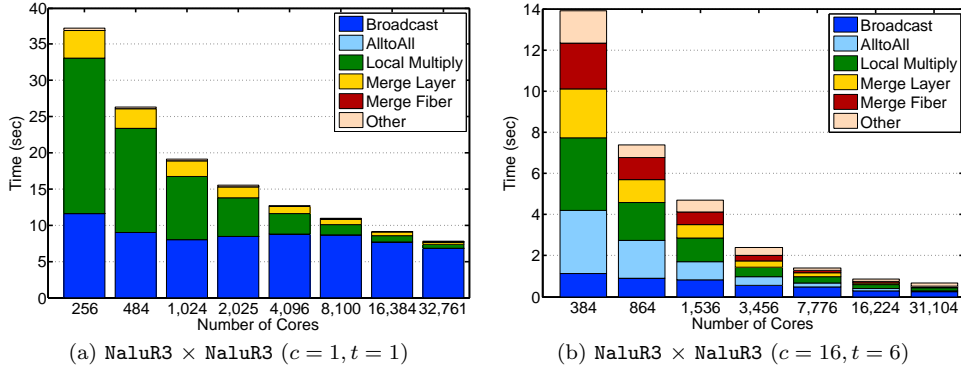 40
35
30
25
20
15
10
5
0
Time (sec)
256 484 1,024 2,025 4,096 8,100 16,384 32,761
Number of Cores
Broadcast
AlltoAll
Local Multiply
Merge Layer
Merge Fiber
Other
(a) NaluR3 × NaluR3 (c = 1, t = 1)
14
12
10
8
6
4
2
0
Time (sec)
384 864 1,536 3,456 7,776 16,224 31,104
Number of Cores
Broadcast
AlltoAll
Local Multiply
Merge Layer
Merge Fiber
Other
(b) NaluR3 × NaluR3 (c = 16, t = 6)